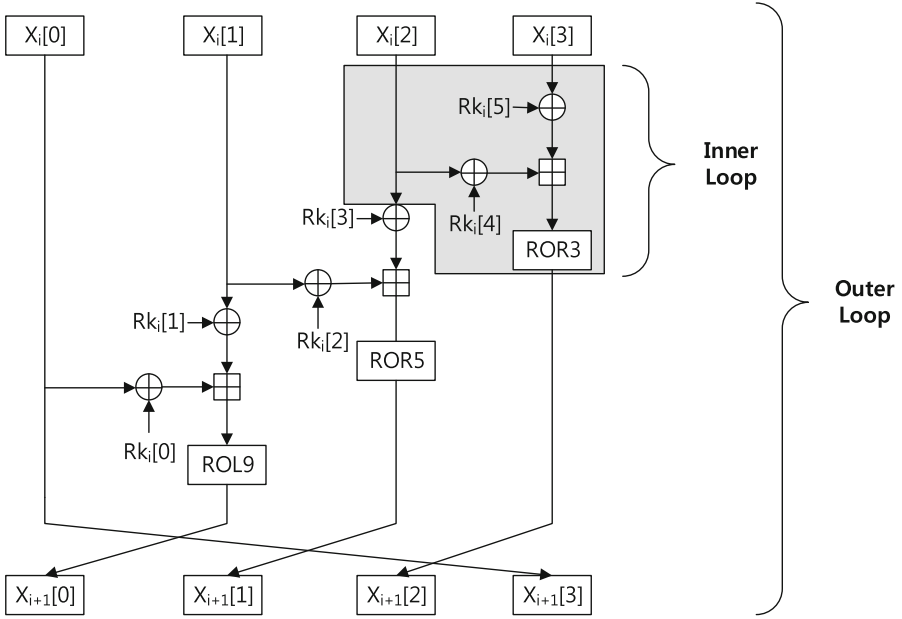 Xi[0] Xi[1] Xi[2] Xi[3]
Rki[5]
Inner
Loop
Rki[4]
Rki[3]
ROR3
Outer
Loop
Rki[1]
Rki[2]
ROR5
Rki[0]
ROL9
Xi+1[0] Xi+1[1] Xi+1[2] Xi+1[3]